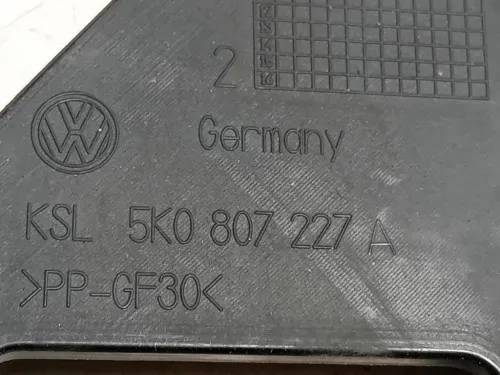 2
Germany
KSL 5K0 807 227 A
>PP-GF30<